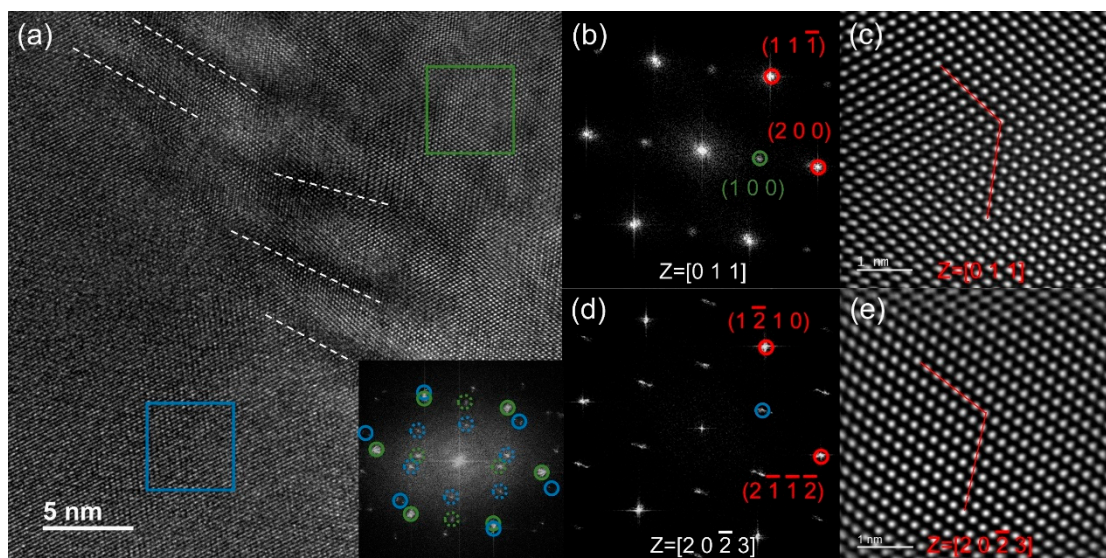 (a)
5 nm
(b)
(1 1 1̅)
(2 0 0)
(1 0 0)
Z=[0 1 1]
(c)
1 nm
Z=[0 1 1]
(d)
(1 2̅ 1 0)
(2 1̅ 1̅ 2̅)
Z=[2 0 2̅ 3]
(e)
1 nm
Z=[2 0 2̅ 3]